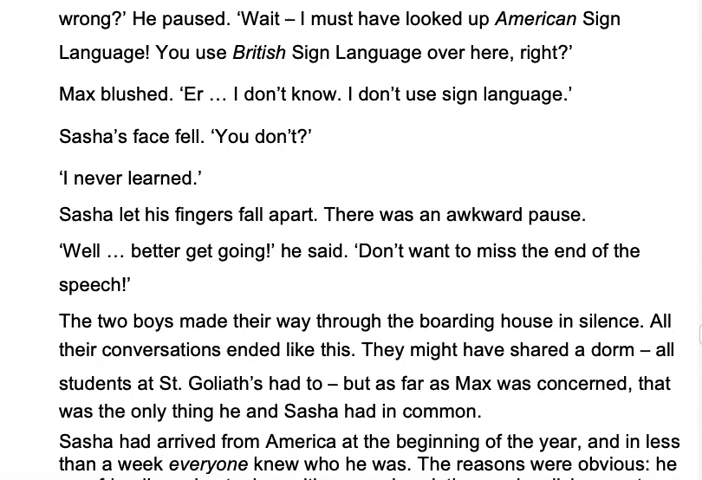 wrong?’ He paused. ‘Wait – I must have looked up American Sign
Language! You use British Sign Language over here, right?’
Max blushed. ‘Er … I don’t know. I don’t use sign language.’
Sasha’s face fell. ‘You don’t?’
‘I never learned.’
Sasha let his fingers fall apart. There was an awkward pause.
‘Well … better get going!’ he said. ‘Don’t want to miss the end of the
speech!’
The two boys made their way through the boarding house in silence. All
their conversations ended like this. They might have shared a dorm – all
students at St. Goliath’s had to – but as far as Max was concerned, that
was the only thing he and Sasha had in common.
Sasha had arrived from America at the beginning of the year, and in less
than a week everyone knew who he was. The reasons were obvious: he